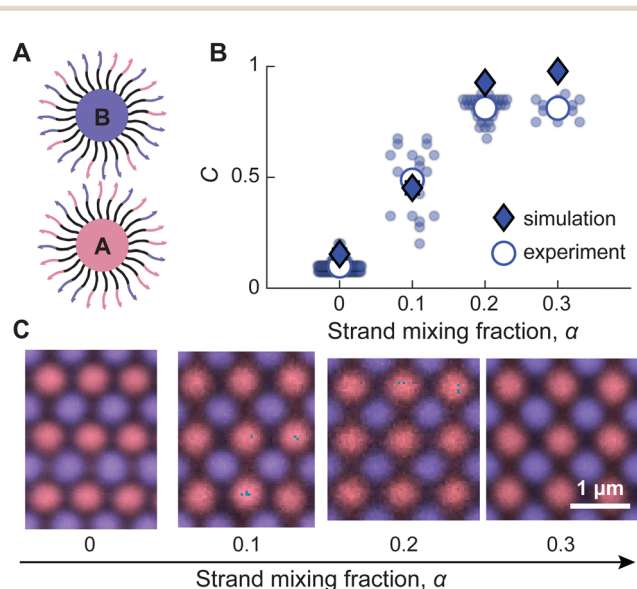 A
B
B
A
1
0.5
0
C
simulation
experiment
0 0.1 0.2 0.3
Strand mixing fraction, α
C
1 µm
0 0.1 0.2 0.3
Strand mixing fraction, α